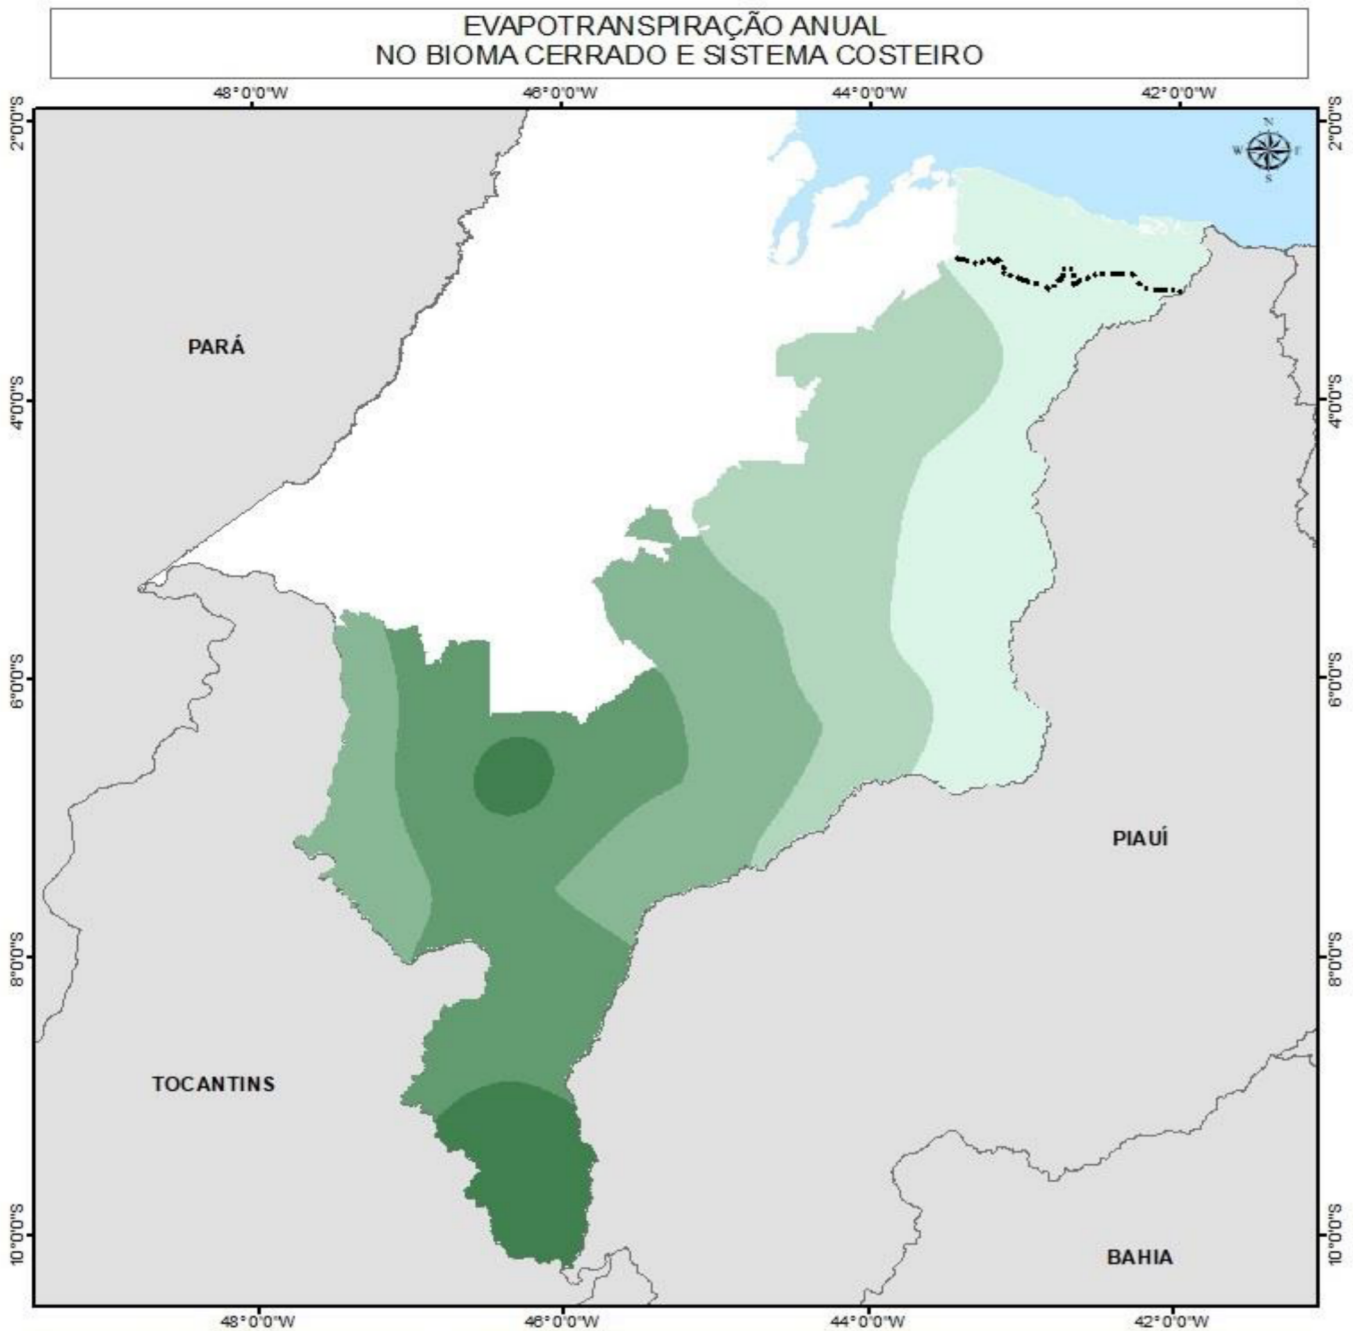 EVAPOTRANSPIRAÇÃO ANUAL
NO BIOMA CERRADO E SISTEMA COSTEIRO
48°0'0"W 46°0'0"W 44°0'0"W 42°0'0"W
2°0'0"S 2°0'0"S
N
W E
S
PARÁ
4°0'0"S 4°0'0"S
6°0'0"S 6°0'0"S
PIAUÍ
8°0'0"S 8°0'0"S
TOCANTINS
10°0'0"S 10°0'0"S
BAHIA
48°0'0"W 46°0'0"W 44°0'0"W 42°0'0"W